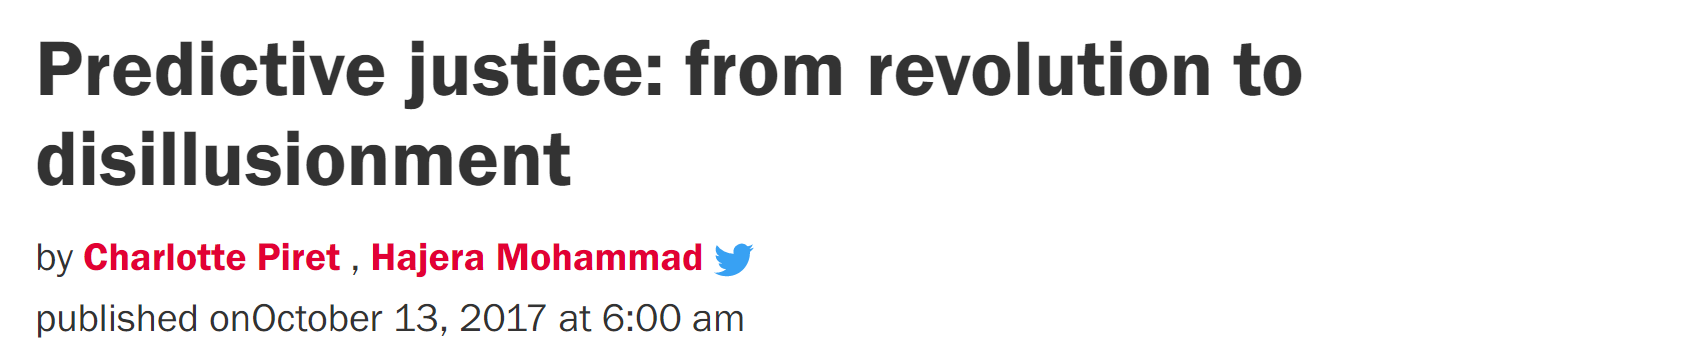 Predictive justice: from revolution to
disillusionment
by Charlotte Piret , Hajera Mohammad
published onOctober 13, 2017 at 6:00 am